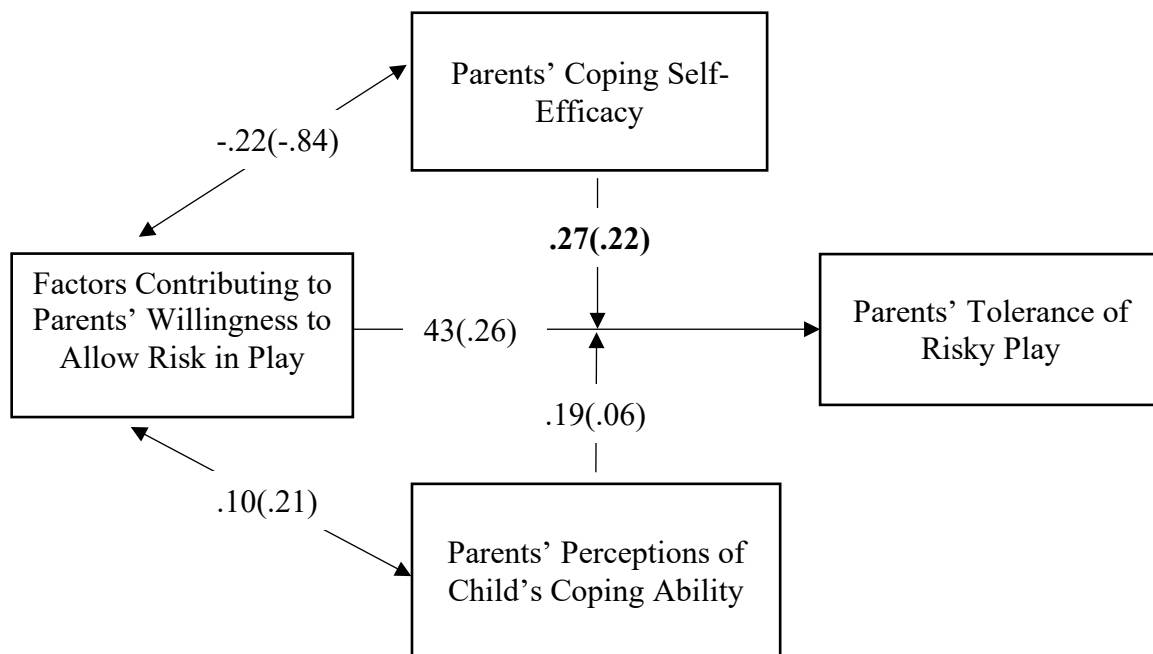 Parents’ Coping Self-
Efficacy
-.22(-.84)
.27(.22)
Factors Contributing to
Parents’ Willingness to
Allow Risk in Play
43(.26)
Parents’ Tolerance of
Risky Play
.19(.06)
.10(.21)
Parents’ Perceptions of
Child’s Coping Ability